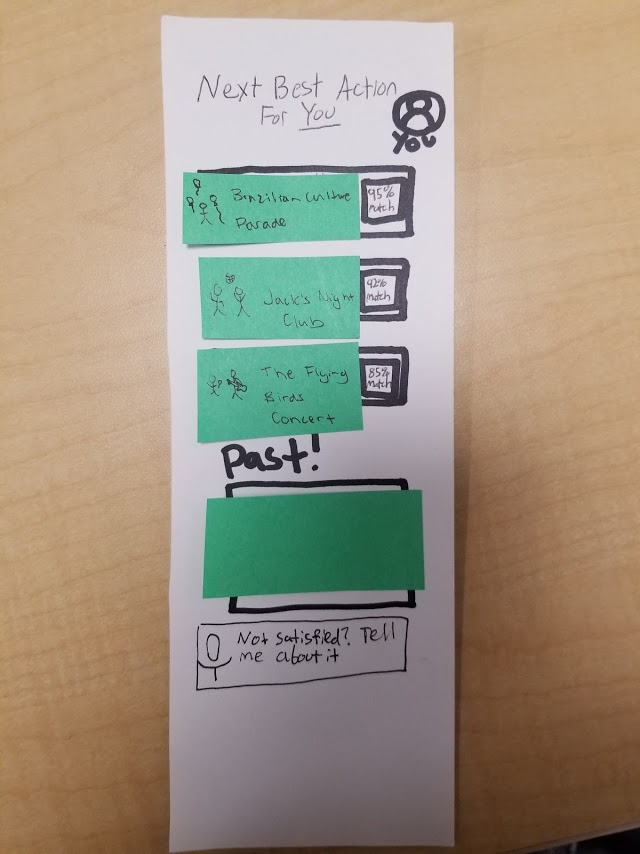 Next Best Action
For You
YOU
Brazilian Culture
Parade
95%
Match
Jack's Night
Club
92%
Match
The Flying
Birds
Concert
85%
Match
Past!
Not satisfied? Tell
me about it